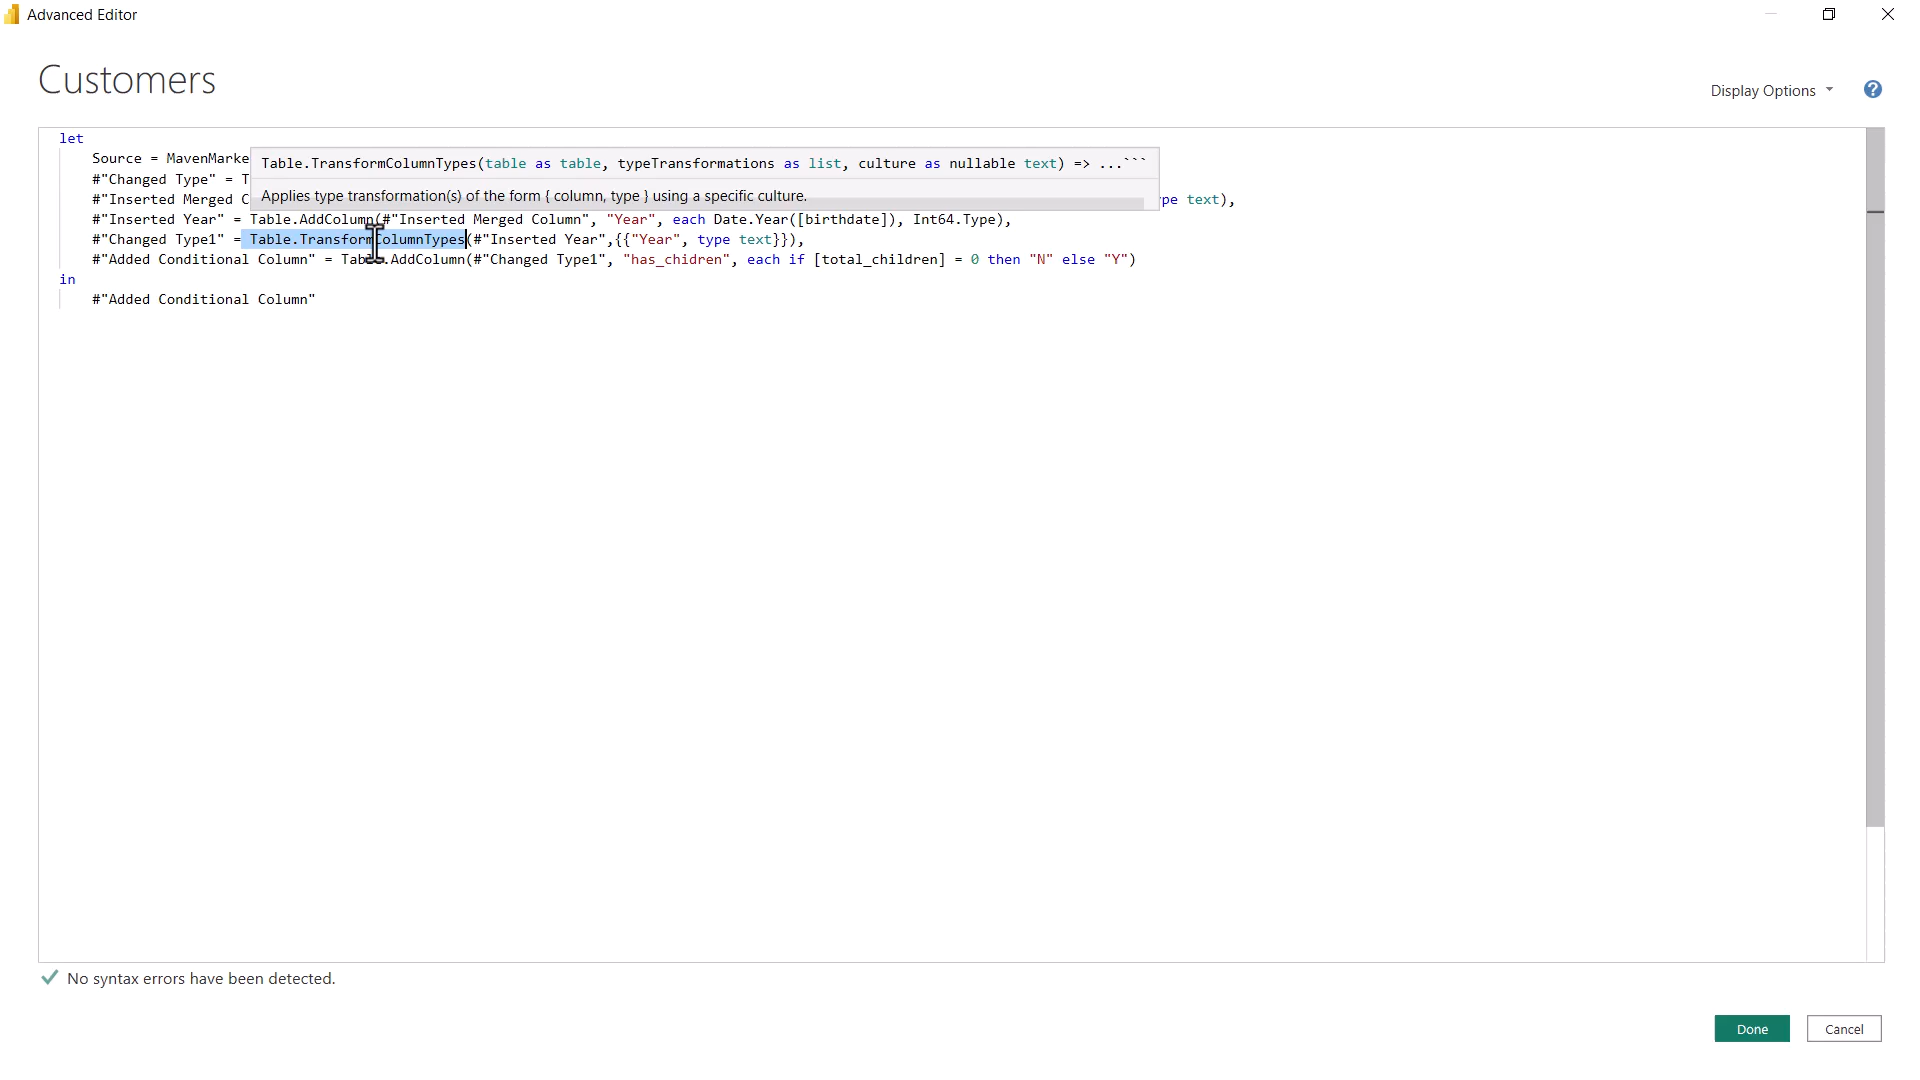 Advanced Editor
Customers
Display Options
?
let
Source = MavenMarke
#"Changed Type" = T
#"Inserted Merged C
Table.TransformColumnTypes(table as table, typeTransformations as list, culture as nullable text) => ...```
Applies type transformation(s) of the form { column, type } using a specific culture.
pe text),
#"Inserted Year" = Table.AddColumn(#"Inserted Merged Column", "Year", each Date.Year([birthdate]), Int64.Type),
#"Changed Type1" = Table.TransformColumnTypes(#"Inserted Year",{{"Year", type text}}),
#"Added Conditional Column" = Table.AddColumn(#"Changed Type1", "has_chidren", each if [total_children] = 0 then "N" else "Y")
in
#"Added Conditional Column"
No syntax errors have been detected.
Done
Cancel